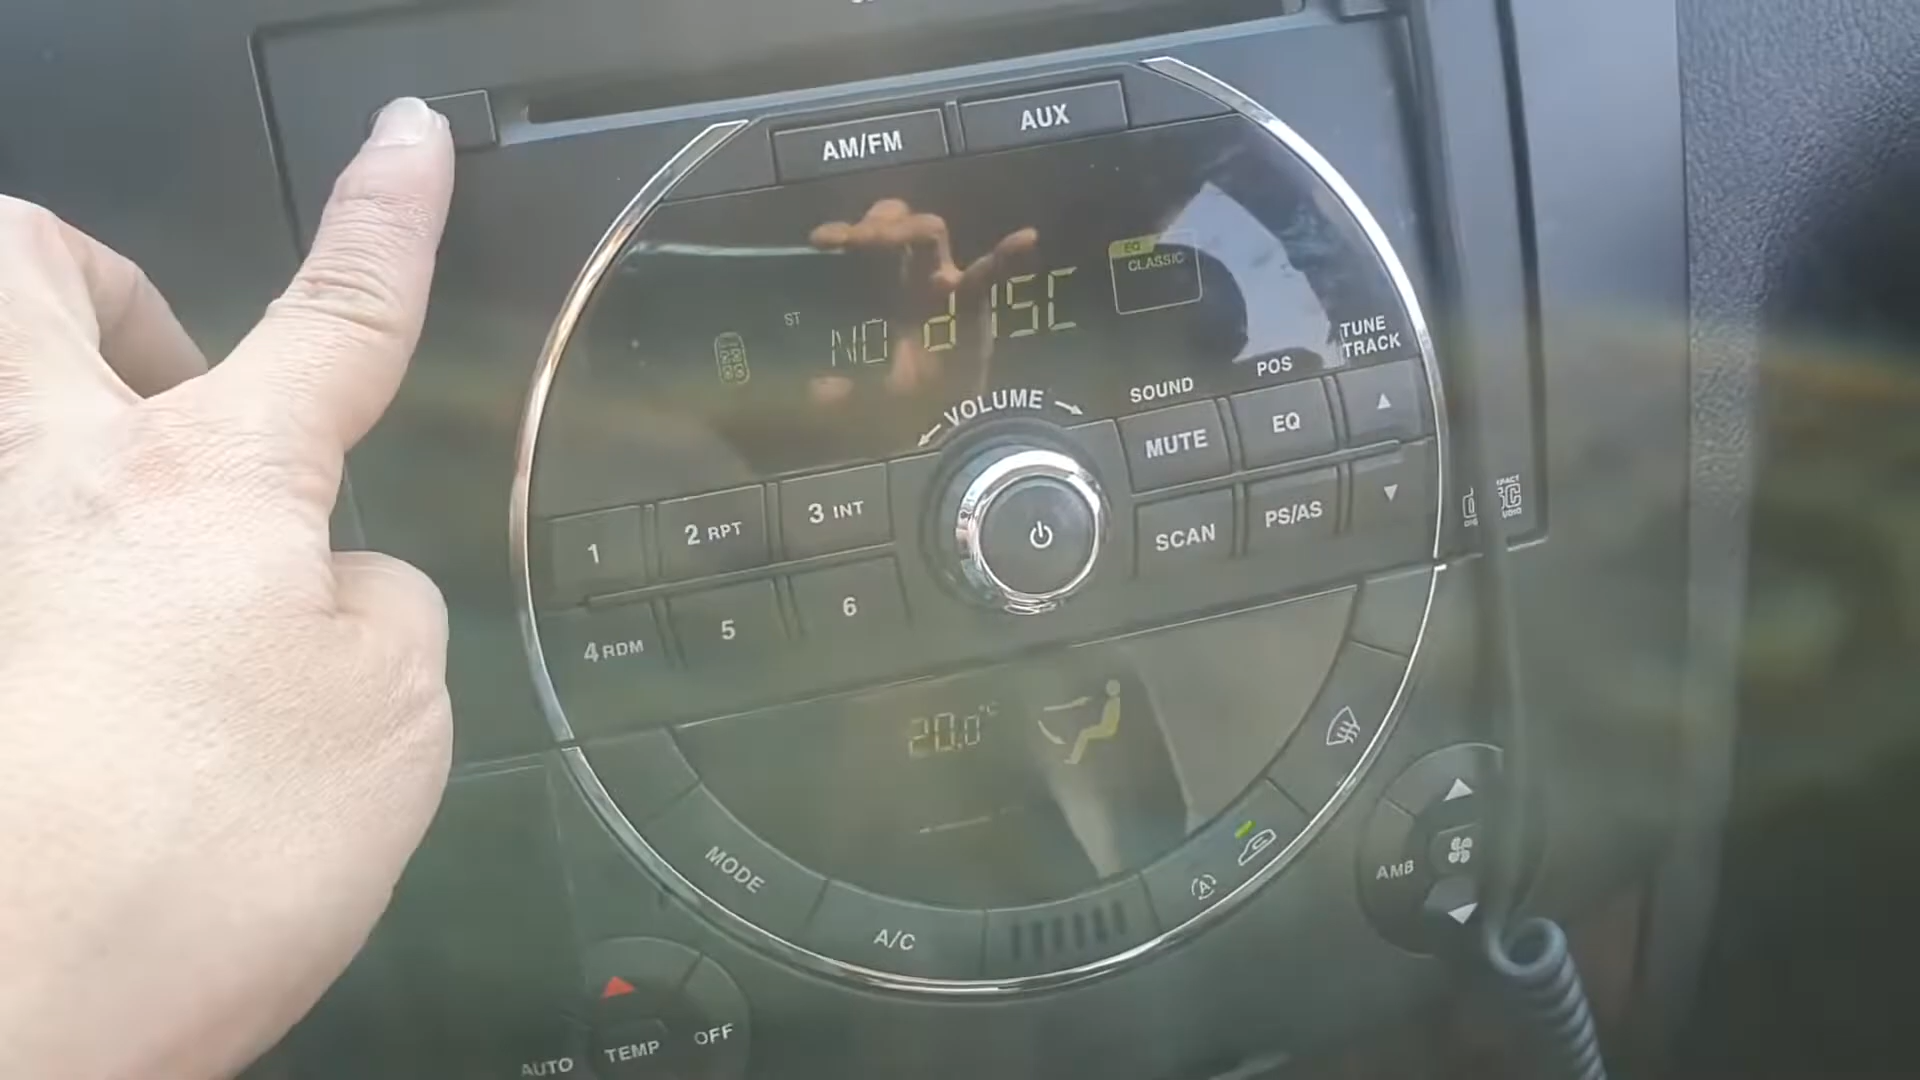 AM/FM
AUX
EQ
CLASSIC
ST
NO dISC
TUNE
TRACK
VOLUME
SOUND
POS
MUTE
EQ
1
2 RPT
3 INT
SCAN
PS/AS
4 RDM
5
6
20.0°C
MODE
A/C
A
AMB
AUTO
TEMP
OFF